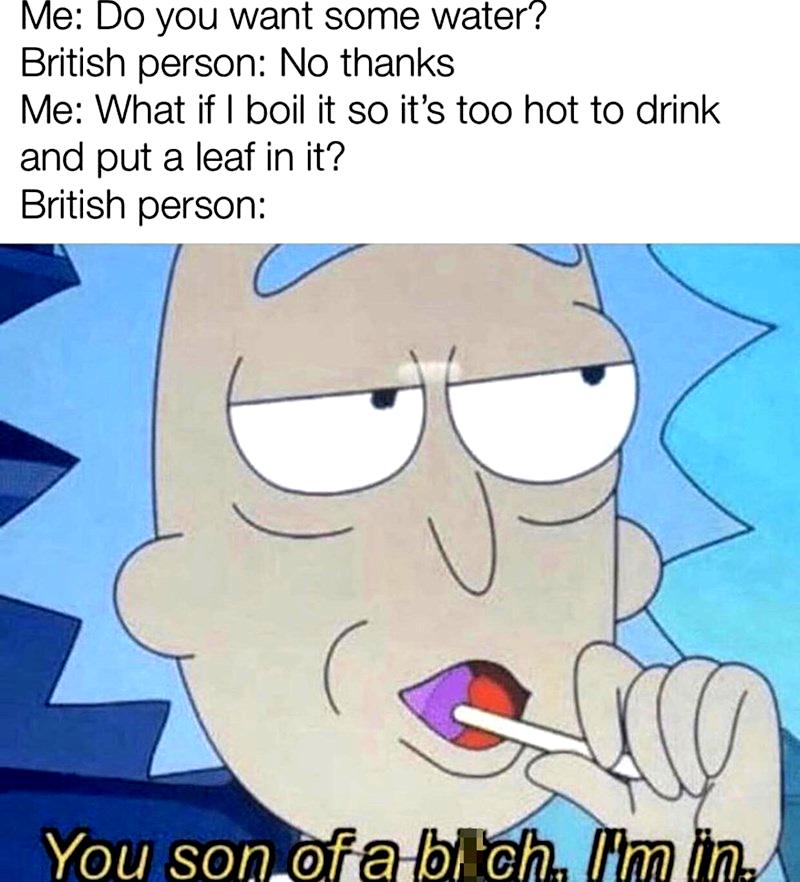 Me: Do you want some water?
British person: No thanks
Me: What if I boil it so it’s too hot to drink
and put a leaf in it?
British person:
You son of a bi ch. I'm in.